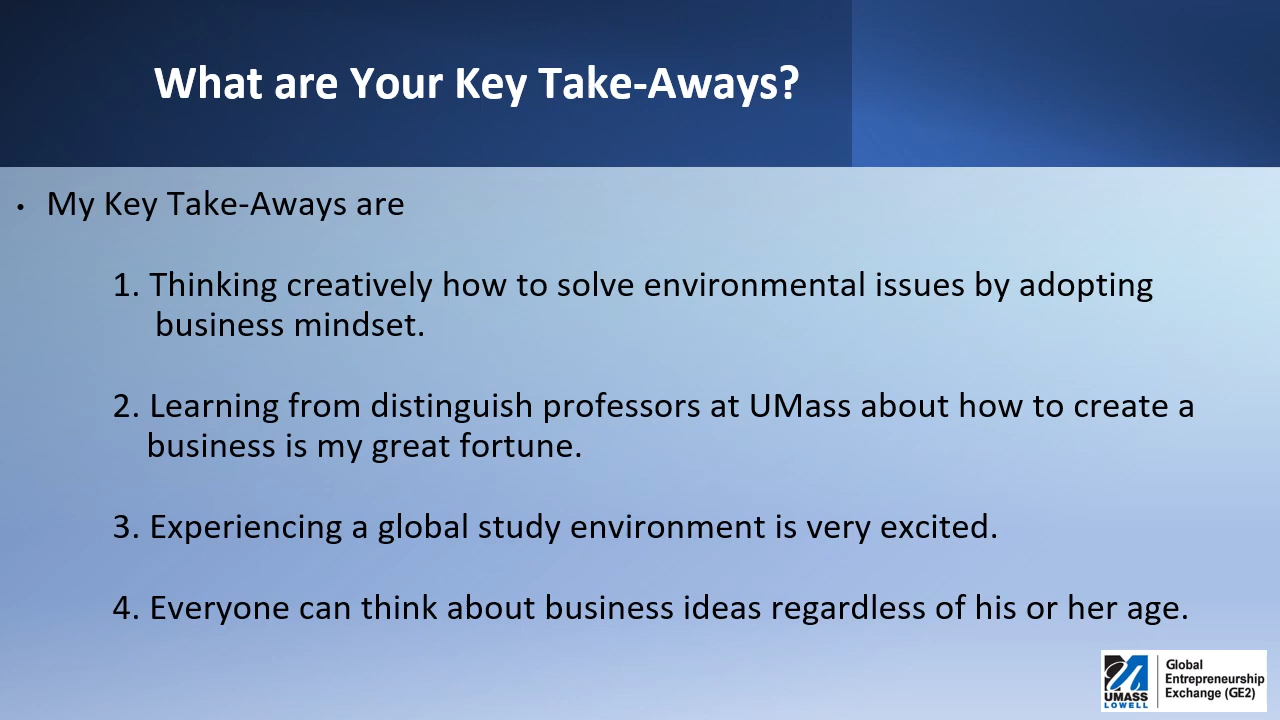 What are Your Key Take-Aways?
• My Key Take-Aways are
1. Thinking creatively how to solve environmental issues by adopting
business mindset.
2. Learning from distinguish professors at UMass about how to create a
business is my great fortune.
3. Experiencing a global study environment is very excited.
4. Everyone can think about business ideas regardless of his or her age.
UMASS
LOWELL
Global
Entrepreneurship
Exchange (GE2)